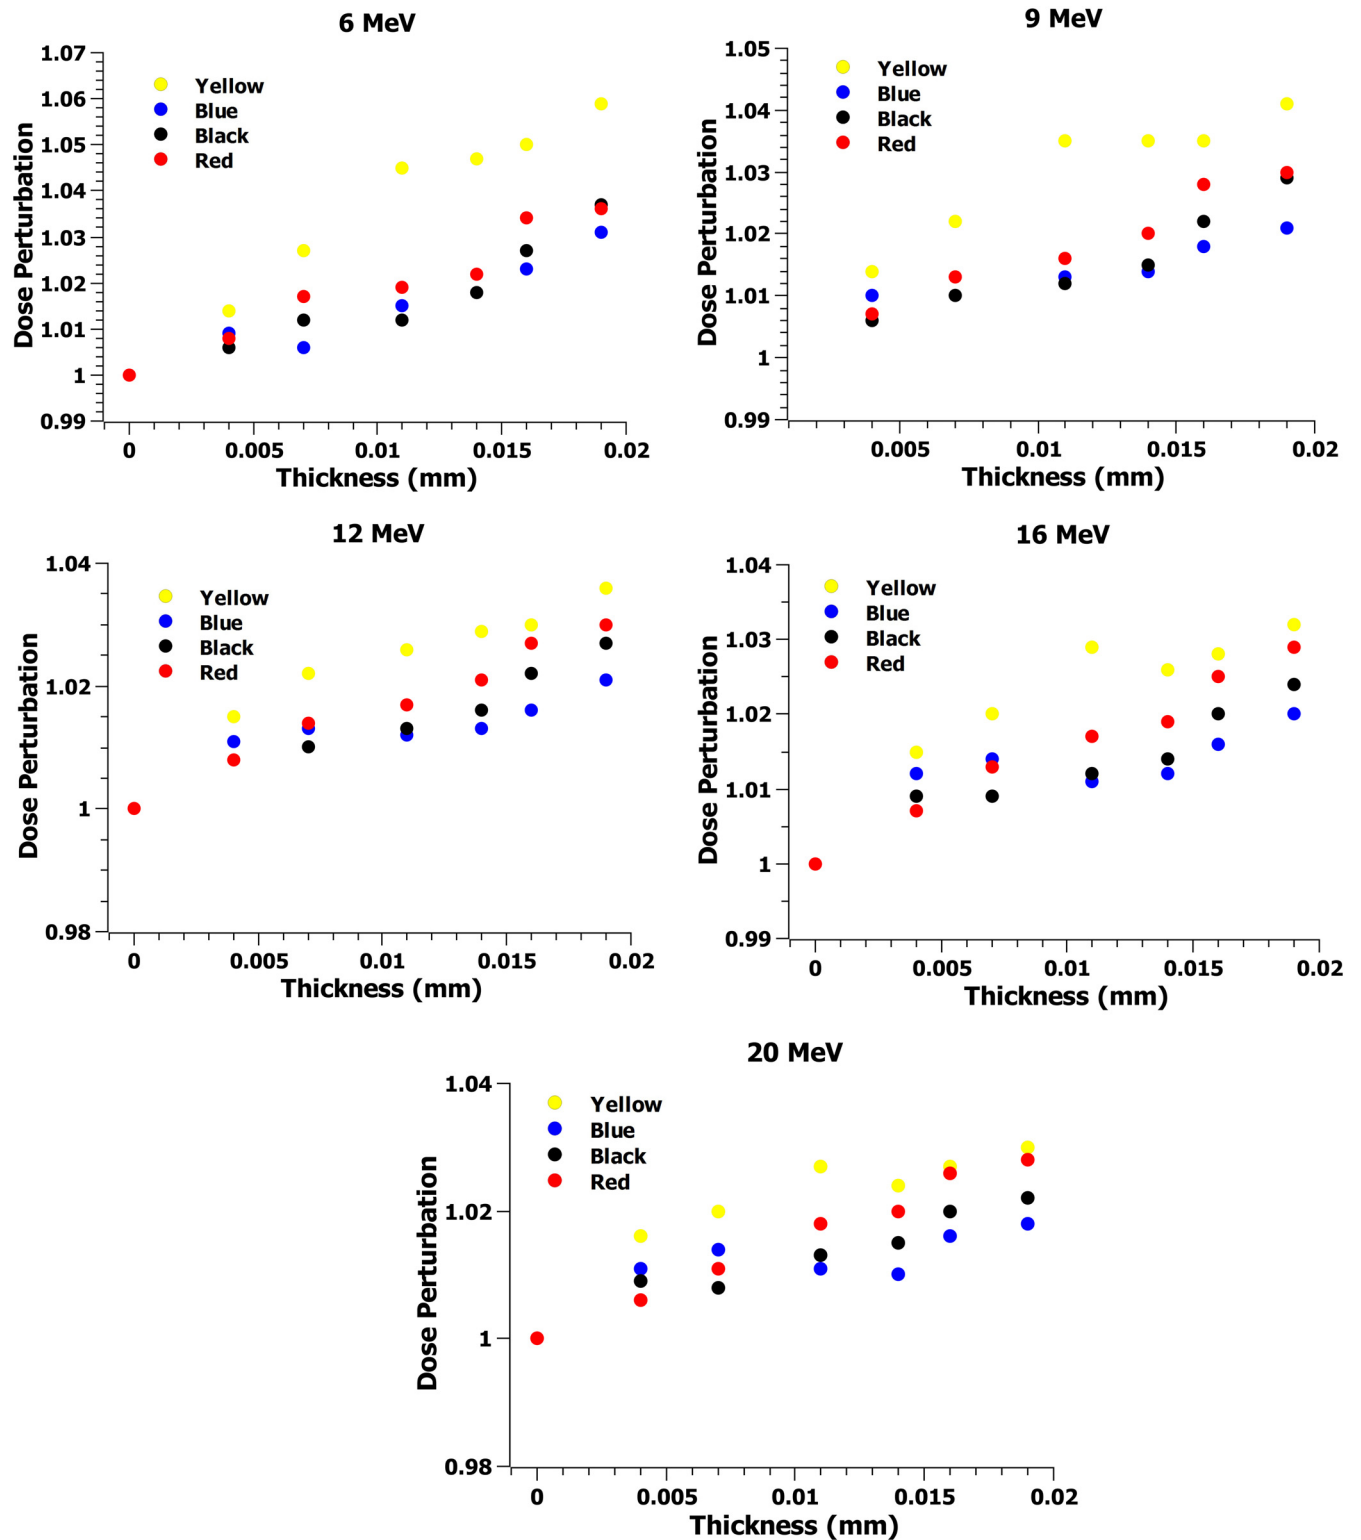 6 MeV
1.07
1.06
1.05
1.04
1.03
1.02
1.01
1
0.99
Dose Perturbation
Yellow
Blue
Black
Red
0 0.005 0.01 0.015 0.02
Thickness (mm)
9 MeV
1.05
1.04
1.03
1.02
1.01
1
0.99
Dose Perturbation
Yellow
Blue
Black
Red
0.005 0.01 0.015 0.02
Thickness (mm)
12 MeV
1.04
1.02
1
0.98
Dose Perturbation
Yellow
Blue
Black
Red
0 0.005 0.01 0.015 0.02
Thickness (mm)
16 MeV
1.04
1.03
1.02
1.01
1
0.99
Dose Perturbation
Yellow
Blue
Black
Red
0 0.005 0.01 0.015 0.02
Thickness (mm)
20 MeV
1.04
1.02
1
0.98
Dose Perturbation
Yellow
Blue
Black
Red
0 0.005 0.01 0.015 0.02
Thickness (mm)